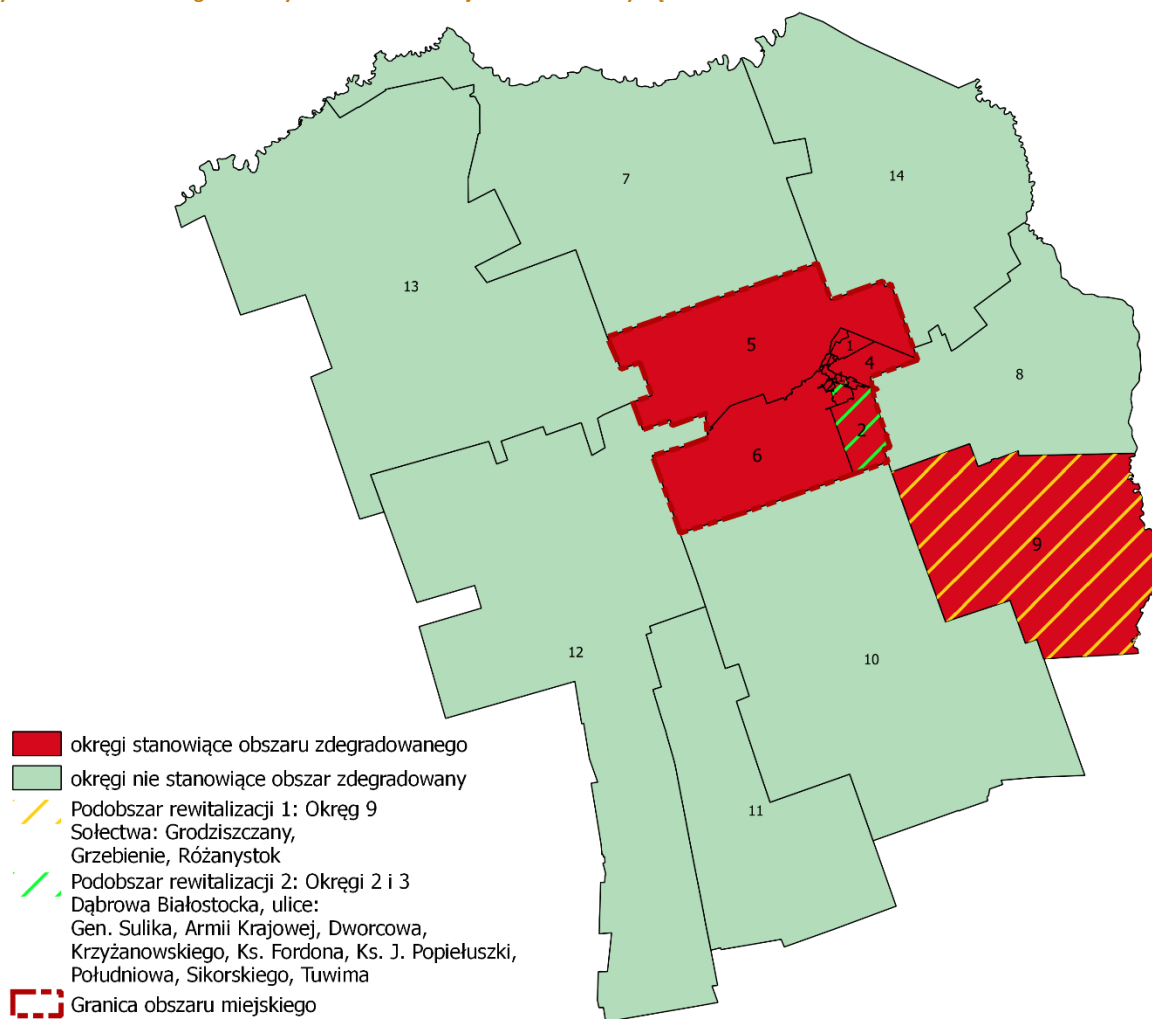 7
14
13
5
1
4
8
2
6
9
12
10
11
okręgi stanowiące obszaru zdegradowanego
okręgi nie stanowiące obszar zdegradowany
Podobszar rewitalizacji 1: Okręg 9
Sołectwa: Grodziszczany,
Grzebienie, Różanystok
Podobszar rewitalizacji 2: Okręgi 2 i 3
Dąbrowa Białostocka, ulice:
Gen. Sulika, Armii Krajowej, Dworcowa,
Krzyżanowskiego, Ks. Fordona, Ks. J. Popiełuszki,
Południowa, Sikorskiego, Tuwima
Granica obszaru miejskiego